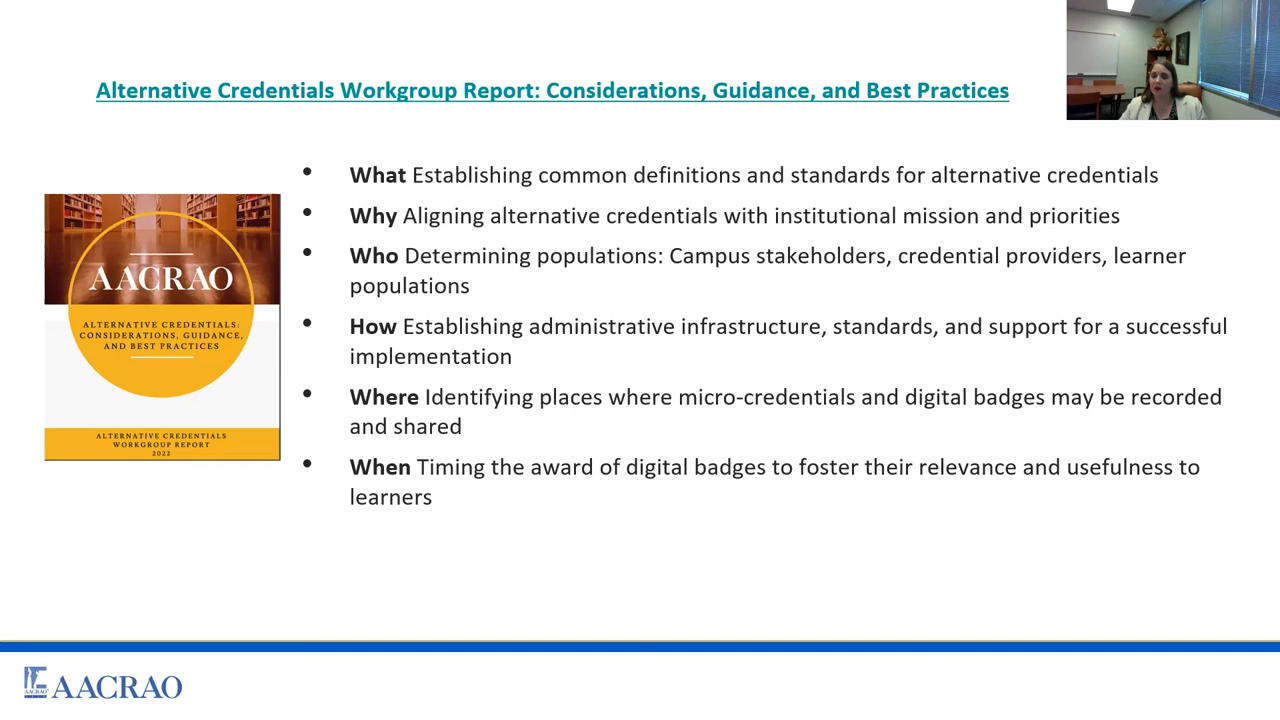 Alternative Credentials Workgroup Report: Considerations, Guidance, and Best Practices
• What Establishing common definitions and standards for alternative credentials
• Why Aligning alternative credentials with institutional mission and priorities
• Who Determining populations: Campus stakeholders, credential providers, learner
populations
• How Establishing administrative infrastructure, standards, and support for a successful
implementation
• Where Identifying places where micro-credentials and digital badges may be recorded
and shared
• When Timing the award of digital badges to foster their relevance and usefulness to
learners
AACRAO
ALTERNATIVE CREDENTIALS:
CONSIDERATIONS, GUIDANCE,
AND BEST PRACTICES
ALTERNATIVE CREDENTIALS
WORKGROUP REPORT
2022
AACRAO
AACRAO